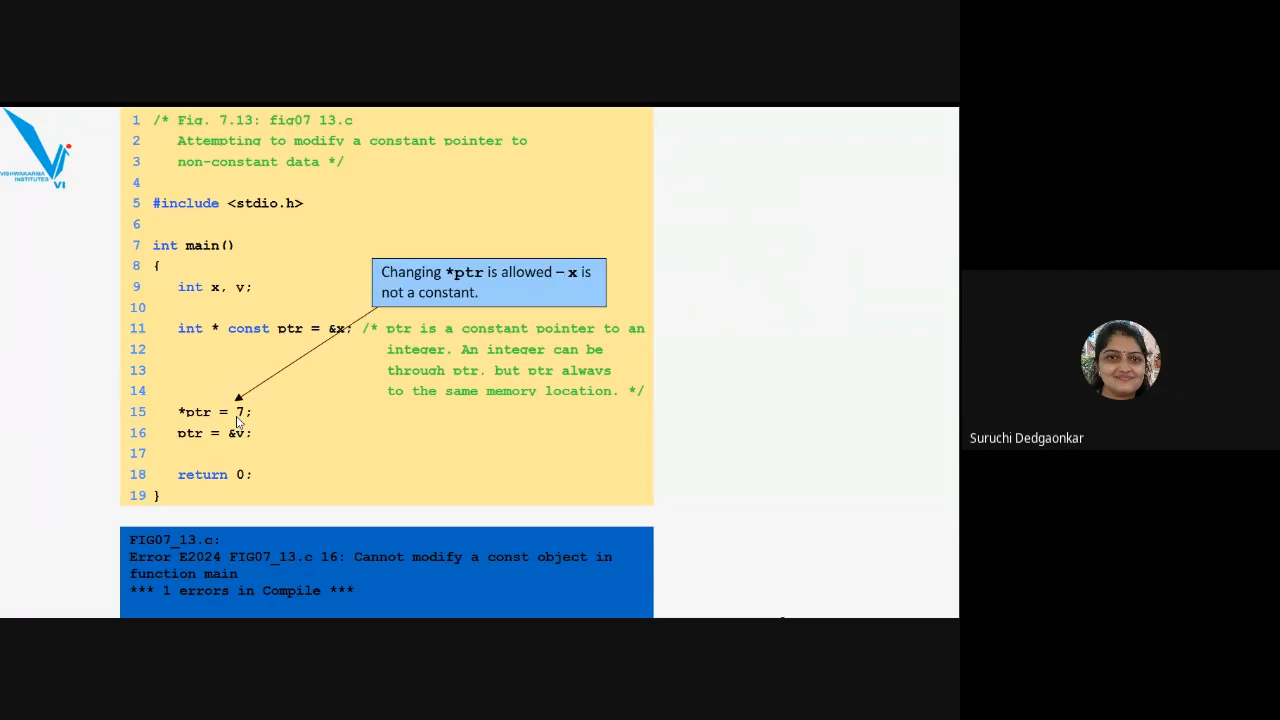 VISHWAKARMA
INSTITUTES
VI
1 /* Fig. 7.13: fig07_13.c
2 Attempting to modify a constant pointer to
3 non-constant data */
4
5 #include <stdio.h>
6
7 int main()
8 {
9 int x, y;
10
11 int * const ptr = &x; /* ptr is a constant pointer to an
12 integer. An integer can be
13 through ptr, but ptr always
14 to the same memory location. */
15 *ptr = 7;
16 ptr = &y;
17
18 return 0;
19 }
Changing *ptr is allowed – x is
not a constant.
FIG07_13.c:
Error E2024 FIG07_13.c 16: Cannot modify a const object in
function main
*** 1 errors in Compile ***
Suruchi Dedgaonkar